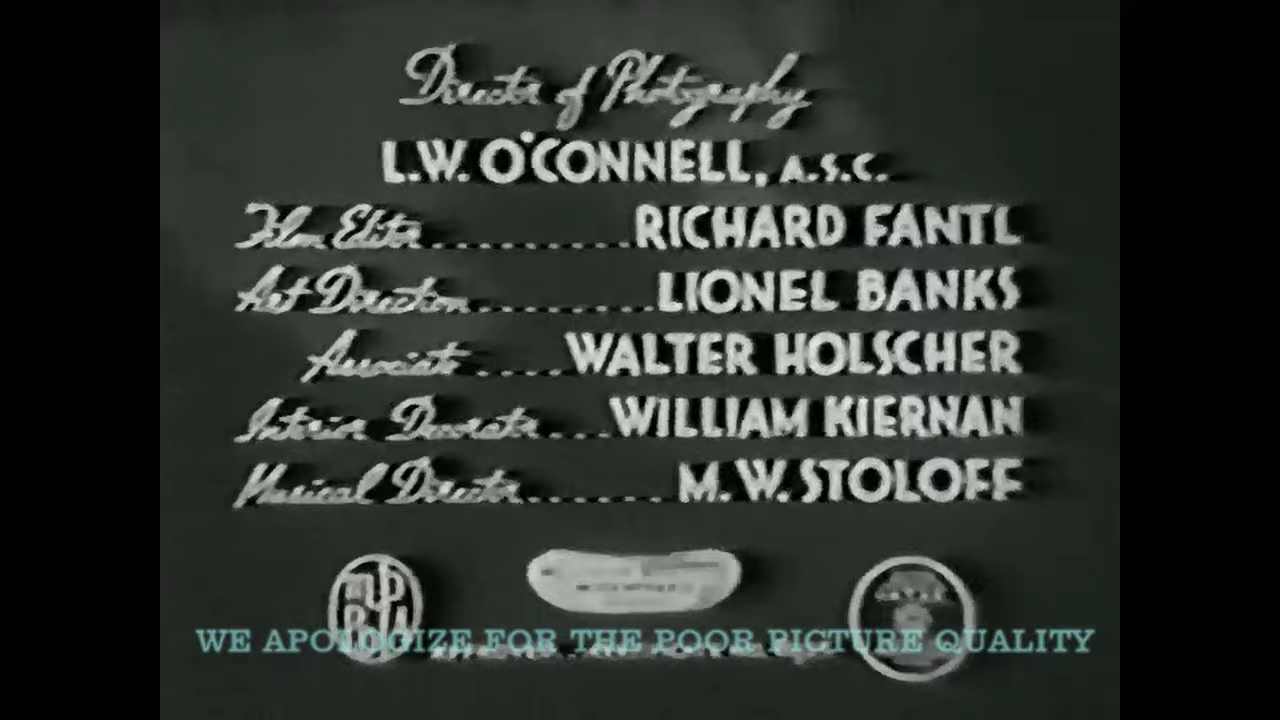 Director of Photography
L.W. O'CONNELL, A.S.C.
Film Editor..........RICHARD FANTL
Art Direction.........LIONEL BANKS
Associate .....WALTER HOLSCHER
Interior Decorator...WILLIAM KIERNAN
Musical Director.......M. W. STOLOFF
WE APOLOGIZE FOR THE POOR PICTURE QUALITY